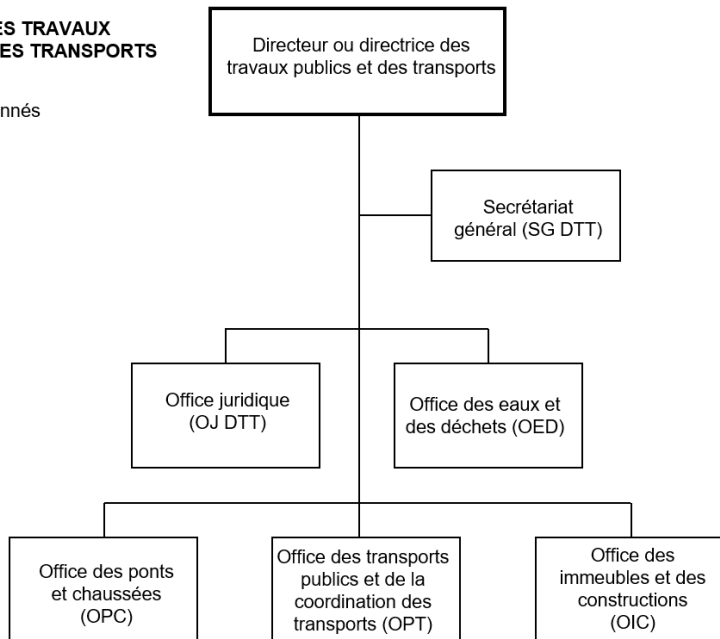 ES TRAVAUX
ES TRANSPORTS
nnés
Directeur ou directrice des
travaux publics et des transports
Secrétariat
général (SG DTT)
Office juridique
(OJ DTT)
Office des eaux et
des déchets (OED)
Office des ponts
et chaussées
(OPC)
Office des transports
publics et de la
coordination des
transports (OPT)
Office des
immeubles et des
constructions
(OIC)